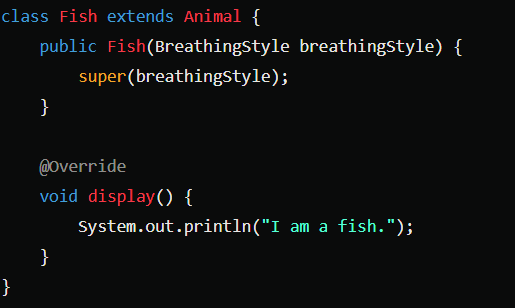 class Fish extends Animal {
    public Fish(BreathingStyle breathingStyle) {
        super(breathingStyle);
    }

    @Override
    void display() {
        System.out.println("I am a fish.");
    }
}